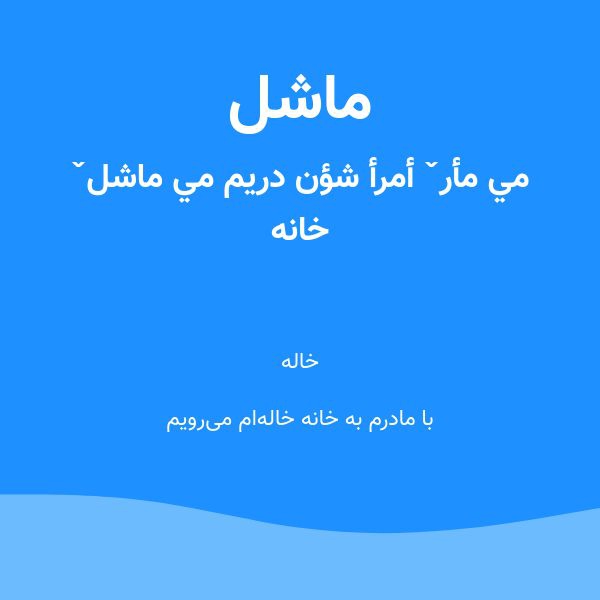 ماشل
مي مأرˇ أمرأ شؤن دريم مي ماشلˇ
خانه
خاله
با مادرم به خانه خاله‌ام می‌رویم